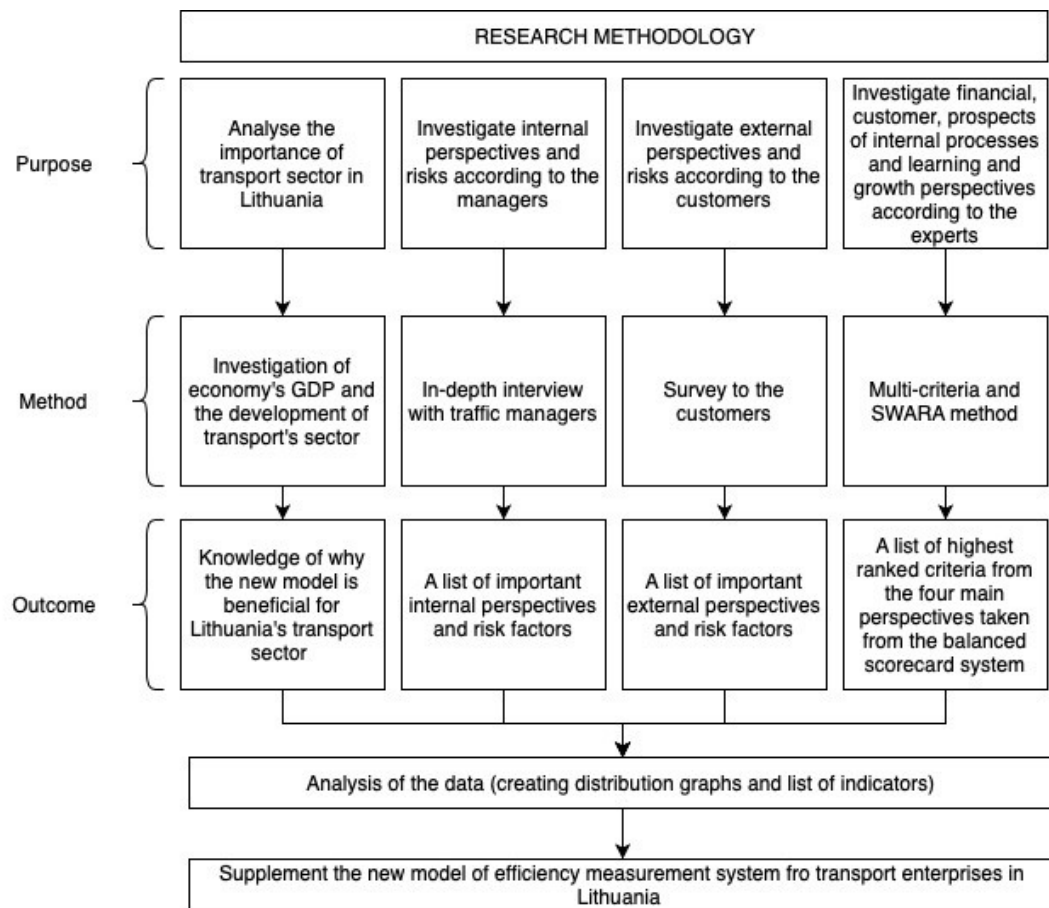 RESEARCH METHODOLOGY
Purpose
Analyse the
importance of
transport sector in
Lithuania
Investigate internal
perspectives and
risks according to the
managers
Investigate external
perspectives and
risks according to the
customers
Investigate financial,
customer, prospects
of internal processes
and learning and
growth perspectives
according to the
experts
Method
Investigation of
economy's GDP and
the development of
transport's sector
In-depth interview
with traffic managers
Survey to the
customers
Multi-criteria and
SWARA method
Outcome
Knowledge of why
the new model is
beneficial for
Lithuania's transport
sector
A list of important
internal perspectives
and risk factors
A list of important
external perspectives
and risk factors
A list of highest
ranked criteria from
the four main
perspectives taken
from the balanced
scorecard system
Analysis of the data (creating distribution graphs and list of indicators)
Supplement the new model of efficiency measurement system fro transport enterprises in
Lithuania